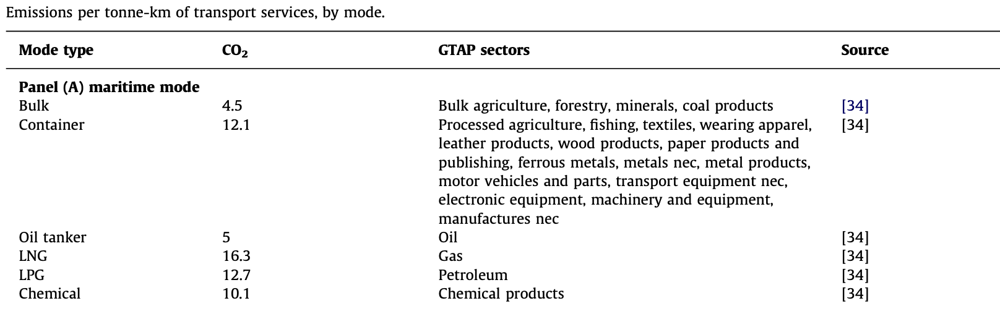 Emissions per tonne-km of transport services, by mode.
Mode type CO₂ GTAP sectors Source
Panel (A) maritime mode
Bulk 4.5 Bulk agriculture, forestry, minerals, coal products [34]
Container 12.1 Processed agriculture, fishing, textiles, wearing apparel, [34]
leather products, wood products, paper products and
publishing, ferrous metals, metals nec, metal products,
motor vehicles and parts, transport equipment nec,
electronic equipment, machinery and equipment,
manufactures nec
Oil tanker 5 Oil [34]
LNG 16.3 Gas [34]
LPG 12.7 Petroleum [34]
Chemical 10.1 Chemical products [34]